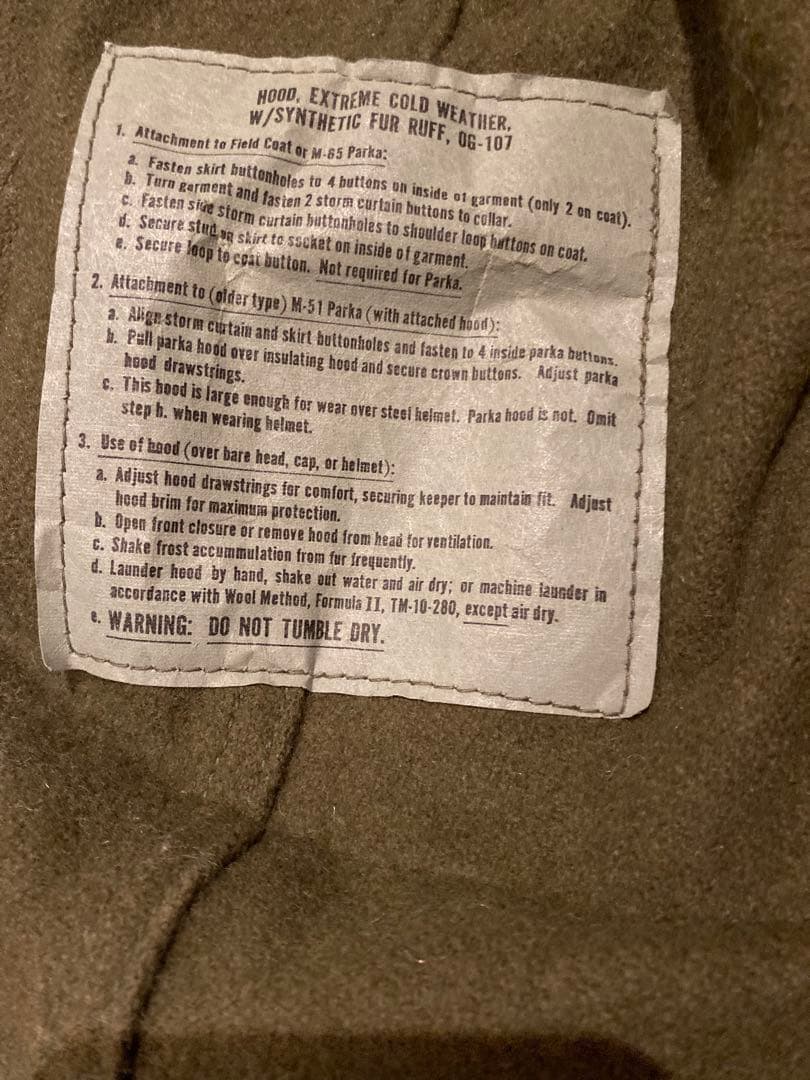 HOOD, EXTREME COLD WEATHER,
W/SYNTHETIC FUR RUFF, OG-107
1. Attachment to Field Coat or M-65 Parka:
a. Fasten skirt buttonholes to 4 buttons on inside of garment (only 2 on coat).
b. Turn garment and fasten 2 storm curtain buttons to collar.
c. Fasten side storm curtain buttonholes to shoulder loop buttons on coat.
d. Secure stud on skirt to socket on inside of garment.
e. Secure loop to coat button. Not required for Parka.
2. Attachment to (older type) M-51 Parka (with attached hood):
a. Align storm curtain and skirt buttonholes and fasten to 4 inside parka buttons.
b. Pull parka hood over insulating hood and secure crown buttons. Adjust parka
hood drawstrings.
c. This hood is large enough for wear over steel helmet. Parka hood is not. Omit
step b. when wearing helmet.
3. Use of hood (over bare head, cap, or helmet):
a. Adjust hood drawstrings for comfort, securing keeper to maintain fit. Adjust
hood brim for maximum protection.
b. Open front closure or remove hood from head for ventilation.
c. Shake frost accummulation from fur frequently.
d. Launder hood by hand, shake out water and air dry; or machine launder in
accordance with Wool Method, Formula II, TM-10-280, except air dry.
e. WARNING: DO NOT TUMBLE DRY.